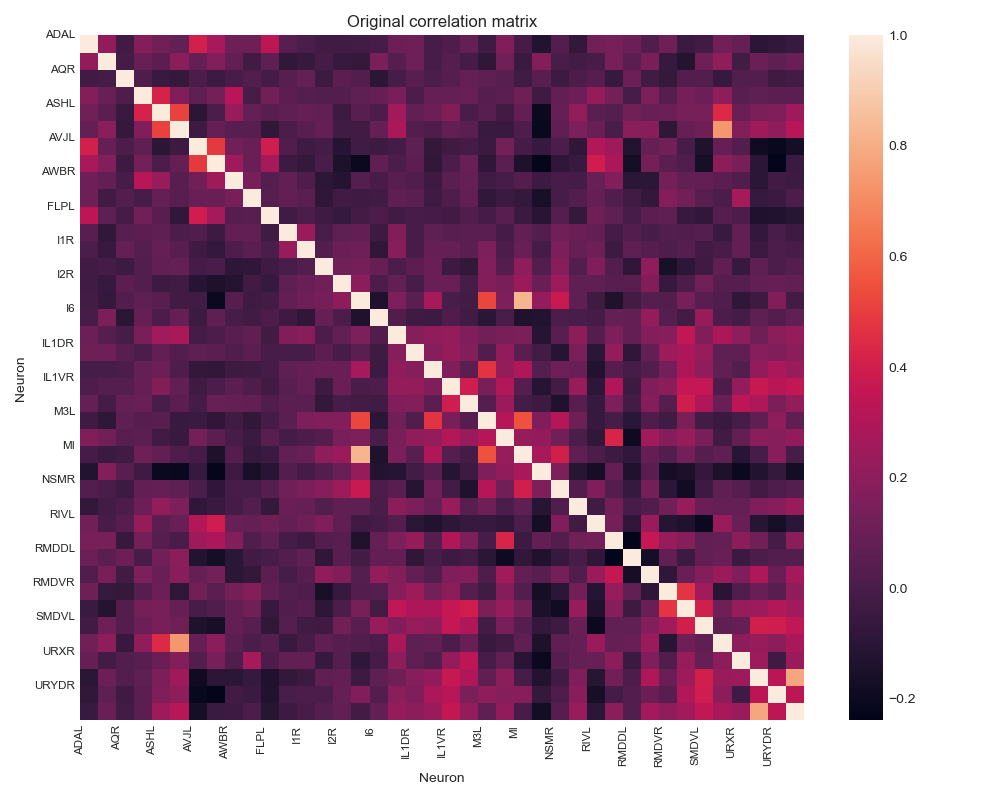 Original correlation matrix
ADAL
AQR
ASHL
AVJL
AWBR
FLPL
I1R
I2R
I6
IL1DR
IL1VR
M3L
MI
NSMR
RIVL
RMDDL
RMDVR
SMDVL
URXR
URYDR
Neuron
ADAL AQR ASHL AVJL AWBR FLPL I1R I2R I6 IL1DR IL1VR M3L MI NSMR RIVL RMDDL RMDVR SMDVL URXR URYDR
Neuron
1.0
0.8
0.6
0.4
0.2
0.0
−0.2